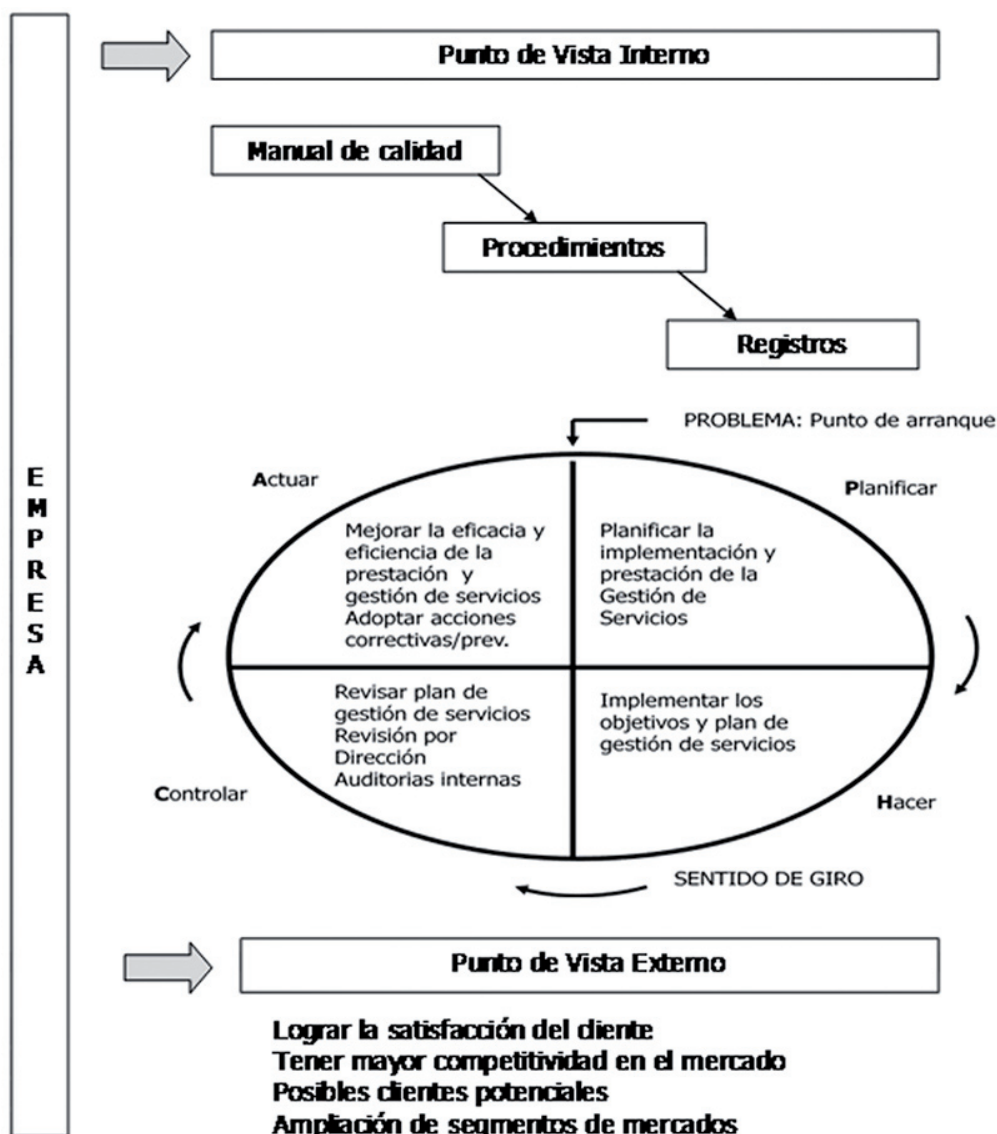 EMPRESA
Punto de Vista Interno
Manual de calidad
Procedimientos
Registros
PROBLEMA: Punto de arranque
Actuar
Planificar
Mejorar la eficacia y
eficiencia de la
prestación y
gestión de servicios
Adoptar acciones
correctivas/prev.
Planificar la
implementación y
prestación de la
Gestión de
Servicios
Revisar plan de
gestión de servicios
Revisión por
Dirección
Auditorias internas
Implementar los
objetivos y plan de
gestión de servicios
Controlar
Hacer
SENTIDO DE GIRO
Punto de Vista Externo
Lograr la satisfacción del cliente
Tener mayor competitividad en el mercado
Posibles clientes potenciales
Ampliación de segmentos de mercados